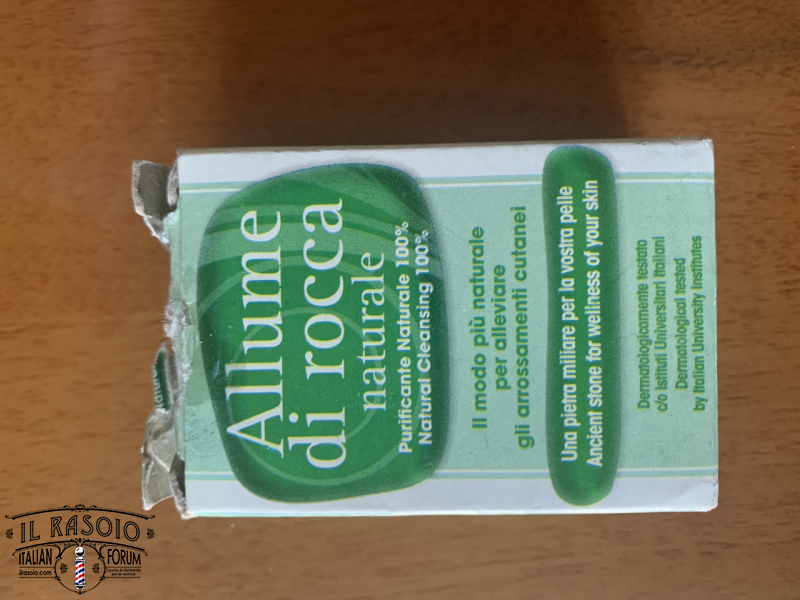 Allume
di rocca
naturale
Purificante Naturale 100%
Natural Cleansing 100%
Il modo più naturale
per alleviare
gli arrossamenti cutanei
Una pietra miliare per la vostra pelle
Ancient stone for wellness of your skin
Dermatologicamente testato
c/o Istituti Universitari Italiani
Dermatological tested
by Italian University Institutes
IL RASOIO
ITALIAN FORUM
ilrasoio.com